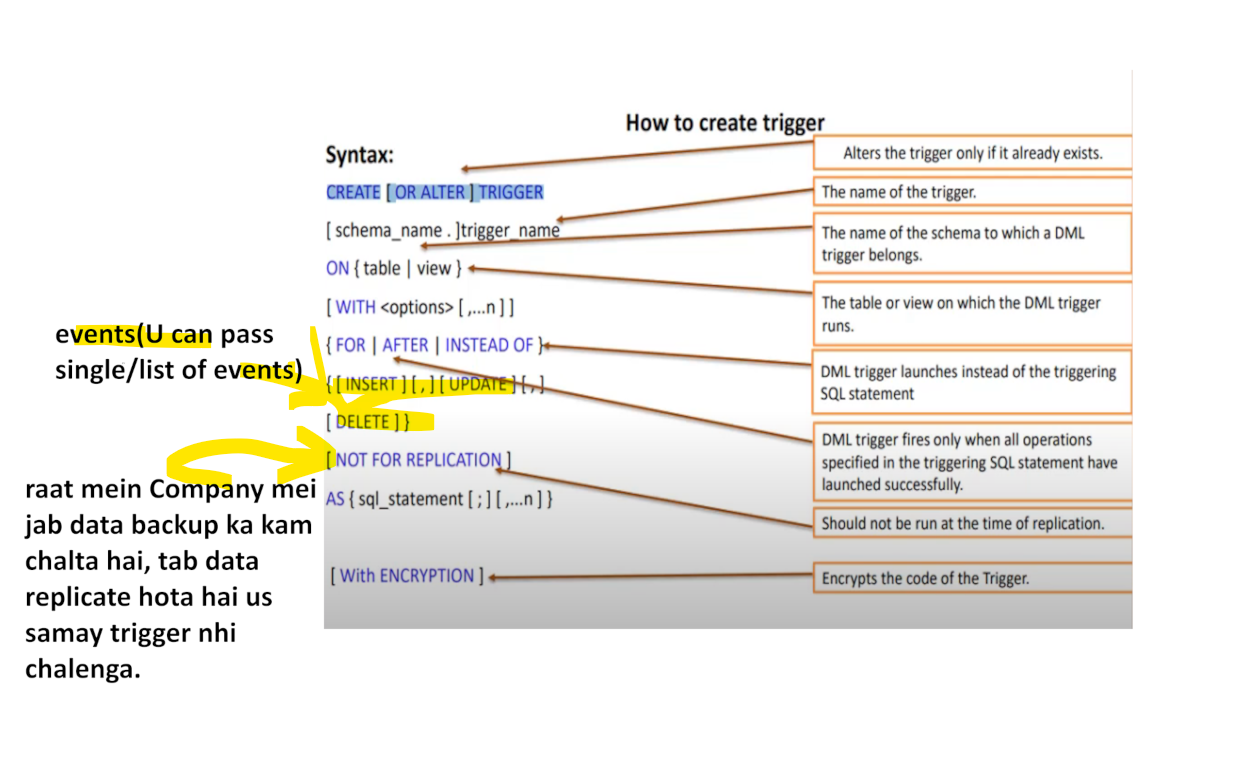 How to create trigger
Syntax:
CREATE [ OR ALTER ] TRIGGER
[ schema_name . ]trigger_name
ON { table | view }
[ WITH <options> [ ,...n ] ]
{ FOR | AFTER | INSTEAD OF }
{ [ INSERT ] [ , ] [ UPDATE ] [ , ]
[ DELETE ] }
[ NOT FOR REPLICATION ]
AS { sql_statement [ ; ] [ ,...n ] }
[ With ENCRYPTION ]
Alters the trigger only if it already exists.
The name of the trigger.
The name of the schema to which a DML
trigger belongs.
The table or view on which the DML trigger
runs.
DML trigger launches instead of the triggering
SQL statement
DML trigger fires only when all operations
specified in the triggering SQL statement have
launched successfully.
Should not be run at the time of replication.
Encrypts the code of the Trigger.
events(U can pass
single/list of events)
raat mein Company mei
jab data backup ka kam
chalta hai, tab data
replicate hota hai us
samay trigger nhi
chalenga.